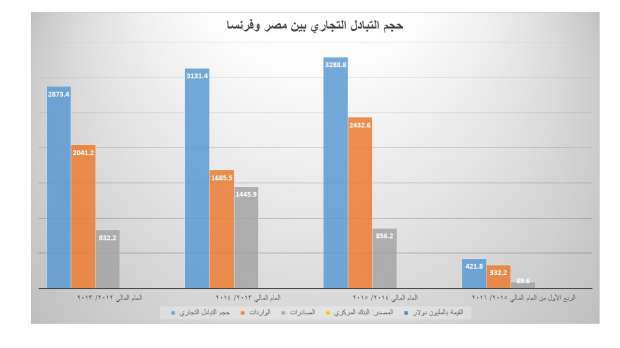 حجم التبادل التجاري بين مصر وفرنسا
2873.4
2041.2
832.2
3131.4
1685.5
1445.9
3288.8
2432.6
856.2
421.8
332.2
89.6
العام المالي ٢٠١٢/ ٢٠١٣
العام المالي ٢٠١٣/ ٢٠١٤
العام المالي ٢٠١٤/ ٢٠١٥
الربع الأول من العام المالي ٢٠١٥/ ٢٠١٦
حجم التبادل التجاري
الواردات
الصادرات
المصدر: البنك المركزي
القيمة بالمليون دولار